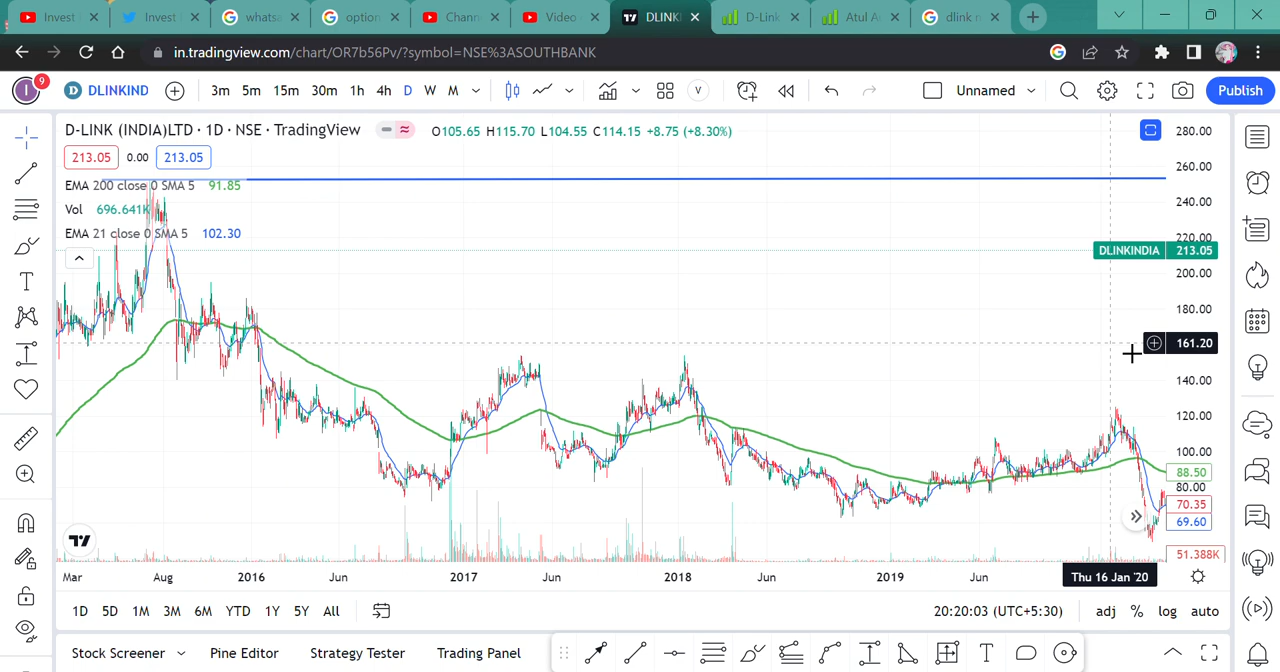 Invest
Invest
whats
option
Chann
Video
DLINKI
D-Link
Atul A
dlink n
in.tradingview.com/chart/OR7b56Pv/?symbol=NSE%3ASOUTHBANK
I 9 D DLINKIND 3m 5m 15m 30m 1h 4h D W M V Unnamed Publish
D-LINK (INDIA)LTD · 1D · NSE · TradingView O105.65 H115.70 L104.55 C114.15 +8.75 (+8.30%)
213.05 0.00 213.05
EMA 200 close 0 SMA 5 91.85
Vol 696.641K
EMA 21 close 0 SMA 5 102.30
280.00
260.00
240.00
220.00
DLINKINDIA 213.05
200.00
180.00
161.20
140.00
120.00
100.00
88.50
80.00
70.35
69.60
51.388K
Mar Aug 2016 Jun 2017 Jun 2018 Jun 2019 Jun Thu 16 Jan '20
1D 5D 1M 3M 6M YTD 1Y 5Y All 20:20:03 (UTC+5:30) adj % log auto
Stock Screener Pine Editor Strategy Tester Trading Panel